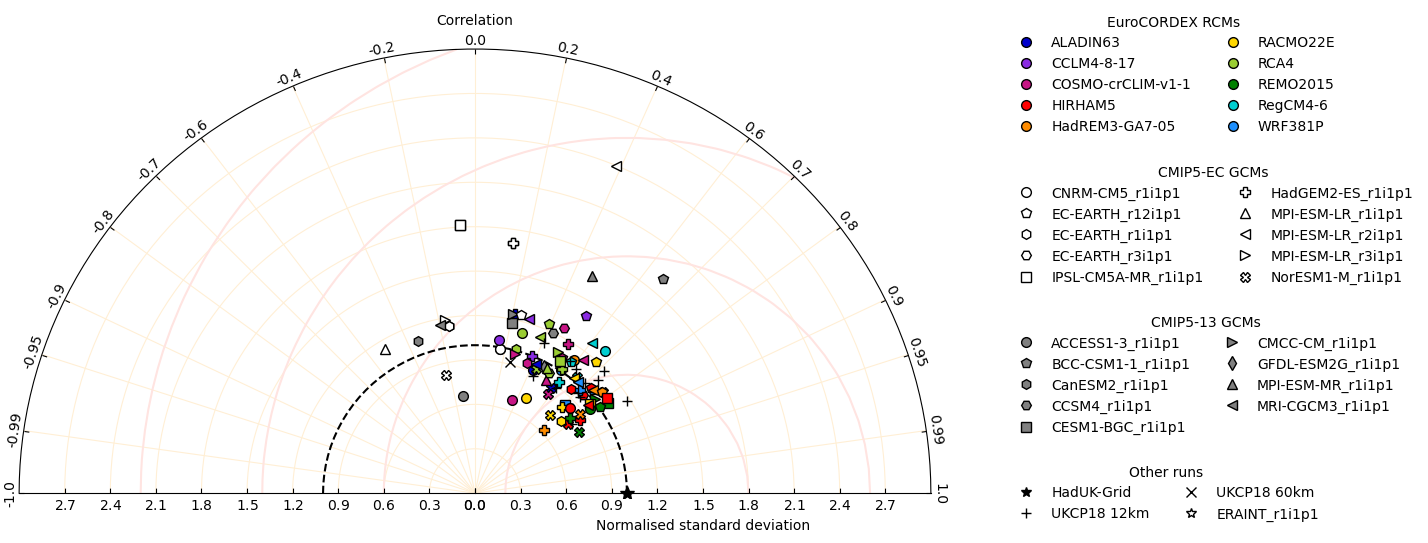 Correlation
-1.0
-0.99
-0.95
-0.9
-0.8
-0.7
-0.6
-0.4
-0.2
0.0
0.2
0.4
0.6
0.7
0.8
0.9
0.95
0.99
1.0
2.7 2.4 2.1 1.8 1.5 1.2 0.9 0.6 0.3 0.0 0.3 0.6 0.9 1.2 1.5 1.8 2.1 2.4 2.7
Normalised standard deviation
EuroCORDEX RCMs
ALADIN63 RACMO22E
CCLM4-8-17 RCA4
COSMO-crCLIM-v1-1 REMO2015
HIRHAM5 RegCM4-6
HadREM3-GA7-05 WRF381P
CMIP5-EC GCMs
CNRM-CM5_r1i1p1 HadGEM2-ES_r1i1p1
EC-EARTH_r12i1p1 MPI-ESM-LR_r1i1p1
EC-EARTH_r1i1p1 MPI-ESM-LR_r2i1p1
EC-EARTH_r3i1p1 MPI-ESM-LR_r3i1p1
IPSL-CM5A-MR_r1i1p1 NorESM1-M_r1i1p1
CMIP5-13 GCMs
ACCESS1-3_r1i1p1 CMCC-CM_r1i1p1
BCC-CSM1-1_r1i1p1 GFDL-ESM2G_r1i1p1
CanESM2_r1i1p1 MPI-ESM-MR_r1i1p1
CCSM4_r1i1p1 MRI-CGCM3_r1i1p1
CESM1-BGC_r1i1p1
Other runs
HadUK-Grid UKCP18 60km
UKCP18 12km ERAINT_r1i1p1